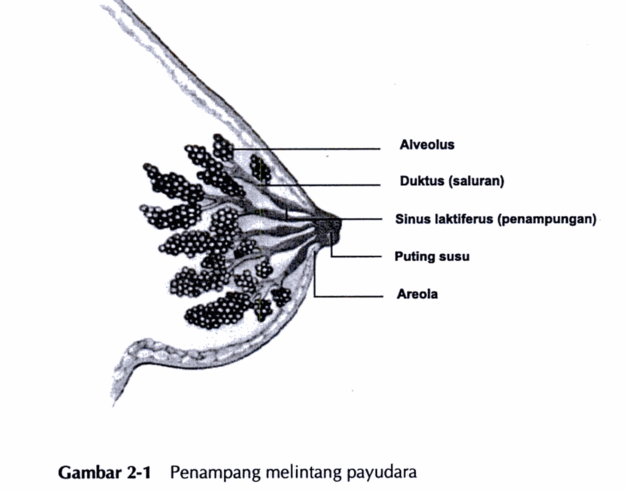 Alveolus
Duktus (saluran)
Sinus laktiferus (penampungan)
Puting susu
Areola
Gambar 2-1 Penampang melintang payudara